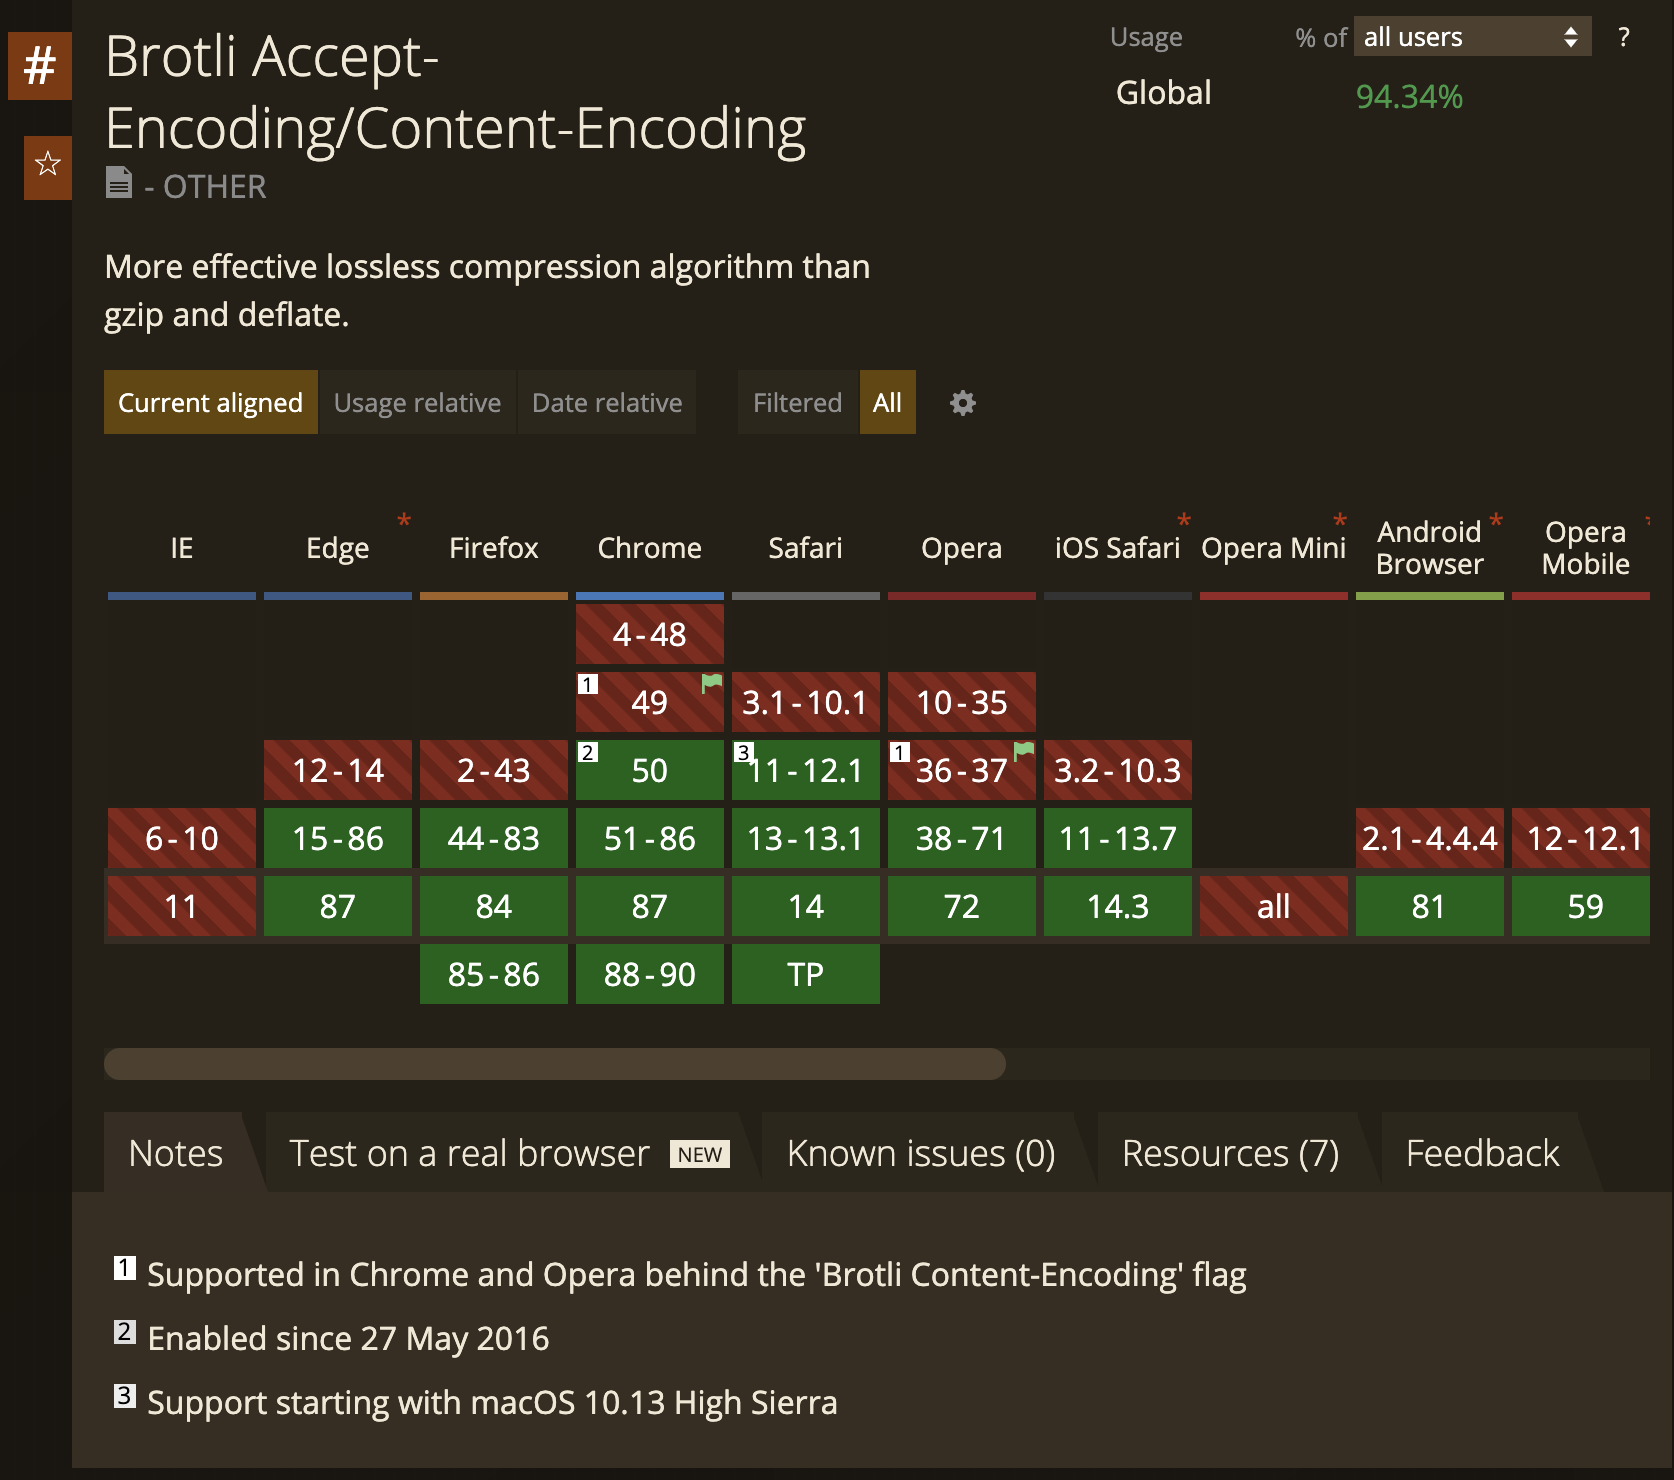 #
Brotli Accept-
Encoding/Content-Encoding
☆
- OTHER
Usage % of all users ?
Global 94.34%
More effective lossless compression algorithm than
gzip and deflate.
Current aligned Usage relative Date relative Filtered All
IE Edge * Firefox Chrome Safari Opera iOS Safari * Opera Mini * Android Browser * Opera Mobile *
4-48
1 49 3.1-10.1 10-35
12-14 2-43 2 50 3 11-12.1 1 36-37 3.2-10.3
6-10 15-86 44-83 51-86 13-13.1 38-71 11-13.7 2.1-4.4.4 12-12.1
11 87 84 87 14 72 14.3 all 81 59
85-86 88-90 TP
Notes Test on a real browser NEW Known issues (0) Resources (7) Feedback
1 Supported in Chrome and Opera behind the 'Brotli Content-Encoding' flag
2 Enabled since 27 May 2016
3 Support starting with macOS 10.13 High Sierra